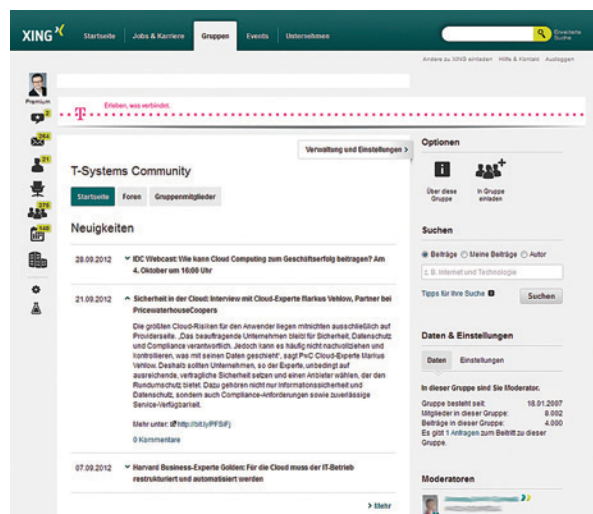 XING
Startseite
Jobs & Karriere
Gruppen
Events
Unternehmen
Erweiterte
Suche
Andere zu XING einladen
Hilfe & Kontakt
Ausloggen
Premium
2
264
21
275
148
T
Erleben, was verbindet.
Verwaltung und Einstellungen >
T-Systems Community
Startseite
Foren
Gruppenmitglieder
Neuigkeiten
28.09.2012
IDC Webcast: Wie kann Cloud Computing zum Geschäftserfolg beitragen? Am
4. Oktober um 16:00 Uhr
21.09.2012
Sicherheit in der Cloud: Interview mit Cloud-Experte Markus Vehlow, Partner bei
PricewaterhouseCoopers
Die größten Cloud-Risiken für den Anwender liegen mitnichten ausschließlich auf
Providerseite. „Das beauftragende Unternehmen bleibt für Sicherheit, Datenschutz
und Compliance verantwortlich. Jedoch kann es häufig nicht nachvollziehen und
kontrollieren, was mit seinen Daten geschieht", sagt PwC Cloud-Experte Markus
Vehlow. Deshalb sollten Unternehmen, so der Experte, unbedingt auf
ausreichende, vertragliche Sicherheit setzen und einen Anbieter wählen, der den
Rundumschutz bietet. Dazu gehören nicht nur Informationssicherheit und
Datenschutz, sondern auch Compliance-Anforderungen sowie zuverlässige
Service-Verfügbarkeit.
Mehr unter:
0 Kommentare
07.09.2012
Harvard Business-Experte Golden: Für die Cloud muss der IT-Betrieb
restrukturiert und automatisiert werden
> Mehr
Optionen
Über diese
Gruppe
In Gruppe
einladen
Suchen
Beiträge
Meine Beiträge
Autor
z. B. Internet und Technologie
Tipps für Ihre Suche
Suchen
Daten & Einstellungen
Daten
Einstellungen
In dieser Gruppe sind Sie Moderator.
Gruppe besteht seit: 18.01.2007
Mitglieder in dieser Gruppe: 8.002
Beiträge in dieser Gruppe: 4.000
Es gibt 1 Anfragen zum Beitritt zu dieser
Gruppe.
Moderatoren